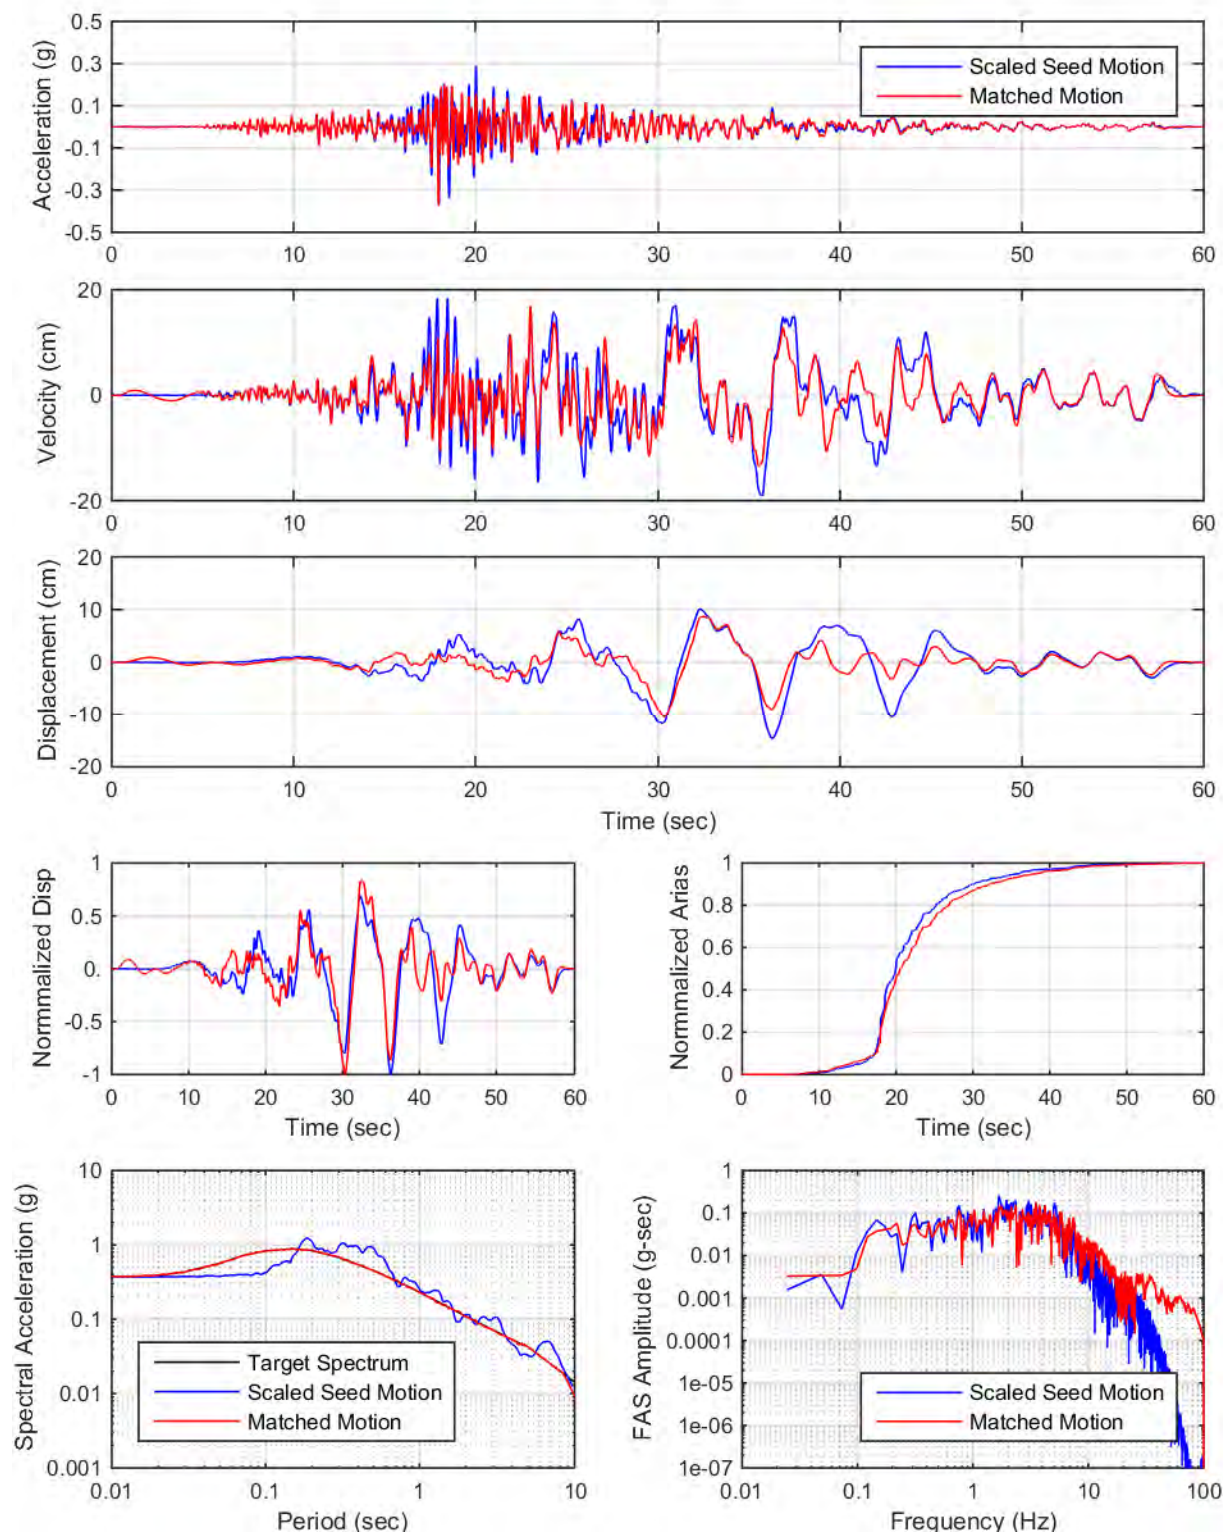 0.5
0.3
0.1
-0.1
-0.3
-0.5
Acceleration (g)
Scaled Seed Motion
Matched Motion
0 10 20 30 40 50 60
20
0
-20
Velocity (cm)
0 10 20 30 40 50 60
20
10
0
-10
-20
Displacement (cm)
0 10 20 30 40 50 60
Time (sec)
1
0.5
0.
-0.5
-1
Normmalized Disp
0 10 20 30 40 50 60
Time (sec)
1
0.8
0.6
0.4
0.2
0
Normmalized Arias
0 10 20 30 40 50 60
Time (sec)
10
1
0.1
0.01
0.001
Spectral Acceleration (g)
Target Spectrum
Scaled Seed Motion
Matched Motion
0.01 0.1 1 10
Period (sec)
1
0.1
0.01
0.001
0.0001
1e-05
1e-06
1e-07
FAS Amplitude (g-sec)
Scaled Seed Motion
Matched Motion
0.01 0.1 1 10 100
Frequency (Hz)